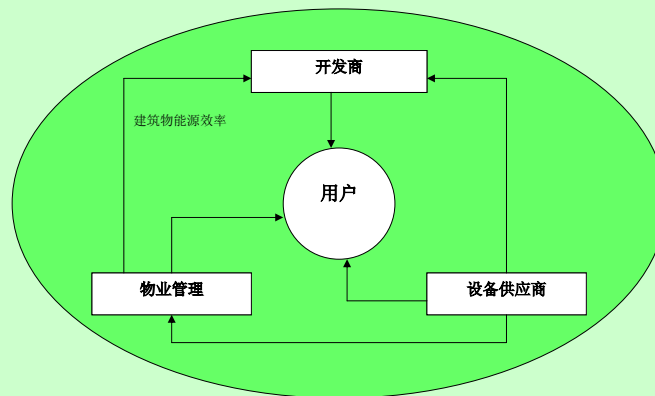 开发商
建筑物能源效率
用户
物业管理
设备供应商